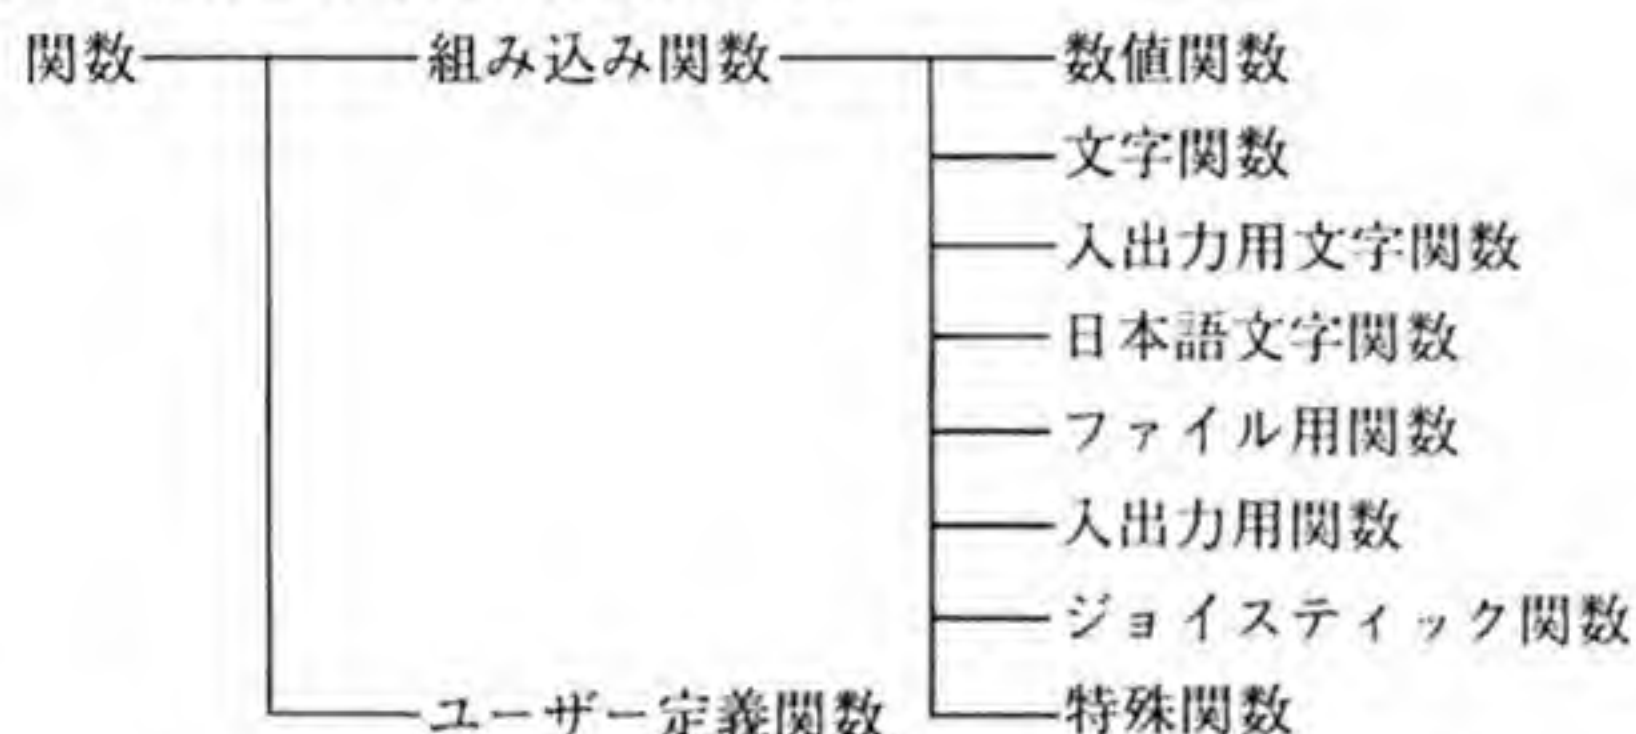 関数 組み込み関数 数値関数
文字関数
入出力用文字関数
日本語文字関数
ファイル用関数
入出力用関数
ジョイスティック関数
ユーザー定義関数 特殊関数